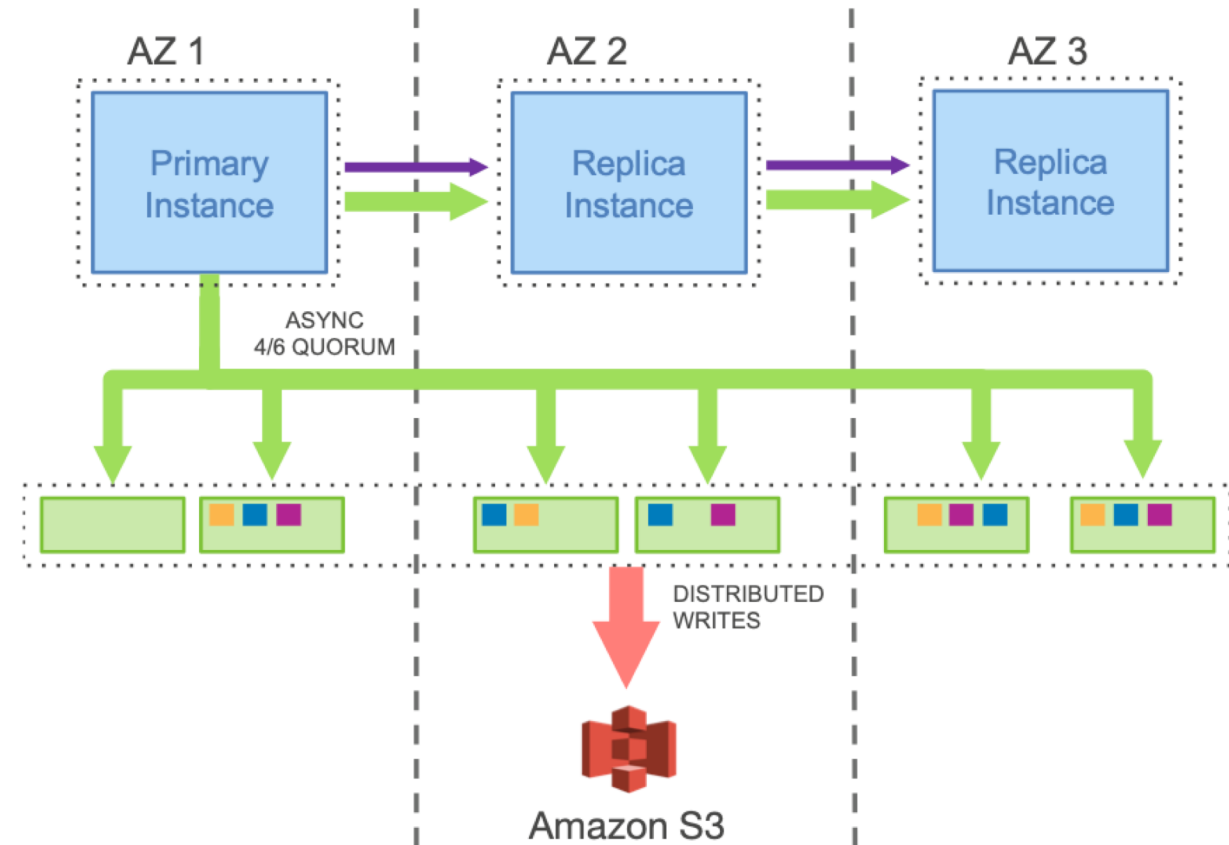 AZ 1
AZ 2
AZ 3
Primary
Instance
Replica
Instance
Replica
Instance
ASYNC
4/6 QUORUM
DISTRIBUTED
WRITES
Amazon S3